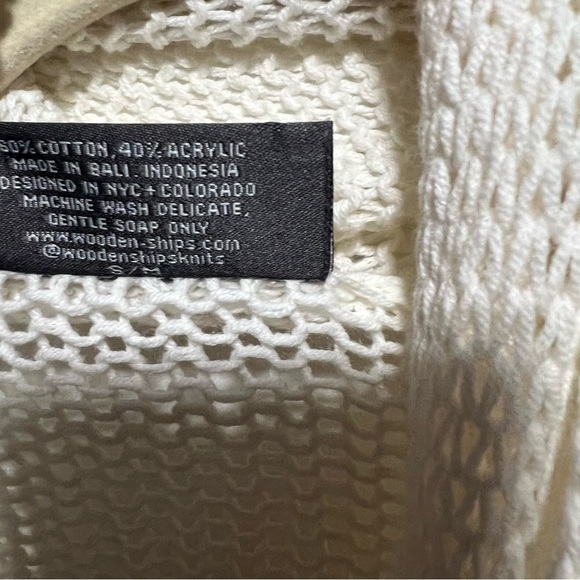 60% COTTON, 40% ACRYLIC
MADE IN BALI, INDONESIA
DESIGNED IN NYC + COLORADO
MACHINE WASH DELICATE,
GENTLE SOAP ONLY
www.wooden-ships.com
@woodenshipsknits
S/M